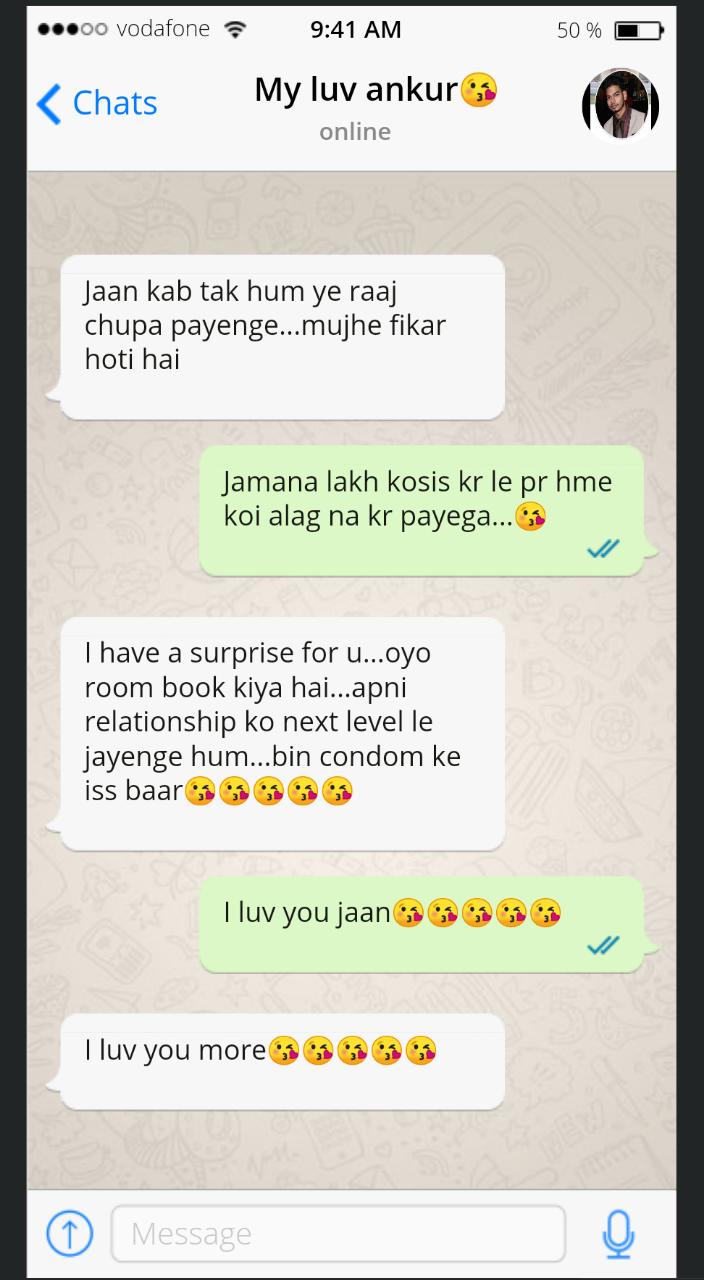 vodafone 9:41 AM 50 %
Chats My luv ankur😘
online
Jaan kab tak hum ye raaj
chupa payenge...mujhe fikar
hoti hai
Jamana lakh kosis kr le pr hme
koi alag na kr payega...😘
I have a surprise for u...oyo
room book kiya hai...apni
relationship ko next level le
jayenge hum...bin condom ke
iss baar😘😘😘😘😘
I luv you jaan😘😘😘😘😘
I luv you more😘😘😘😘😘
Message